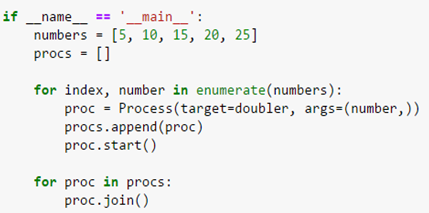 if __name__ == '__main__':
    numbers = [5, 10, 15, 20, 25]
    procs = []

    for index, number in enumerate(numbers):
        proc = Process(target=doubler, args=(number,))
        procs.append(proc)
        proc.start()

    for proc in procs:
        proc.join()